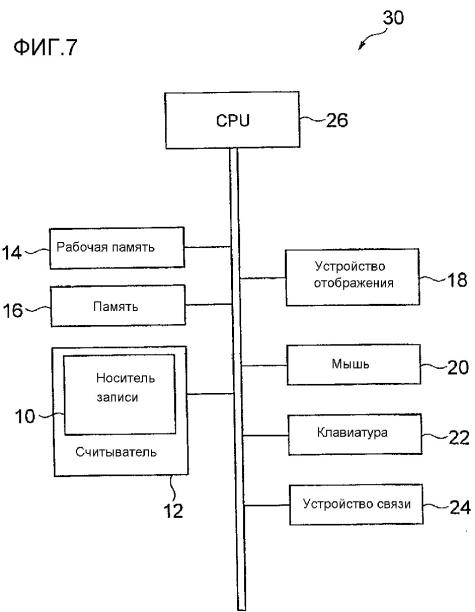 30
ФИГ.7
CPU
26
14
Рабочая память
16
Память
10
Носитель
записи
Считыватель
12
Устройство
отображения
18
Мышь
20
Клавиатура
22
Устройство связи
24